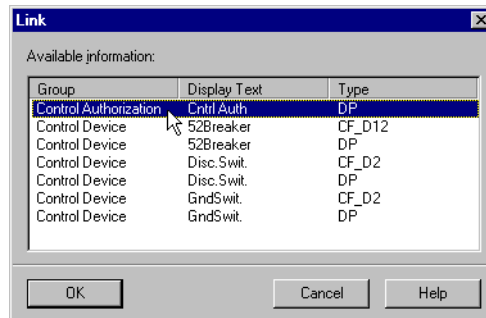 Link
Available information:
Group Display Text Type
Control Authorization Cntrl Auth DP
Control Device 52Breaker CF_D12
Control Device 52Breaker DP
Control Device Disc.Swit. CF_D2
Control Device Disc.Swit. DP
Control Device GndSwit. CF_D2
Control Device GndSwit. DP
OK Cancel Help